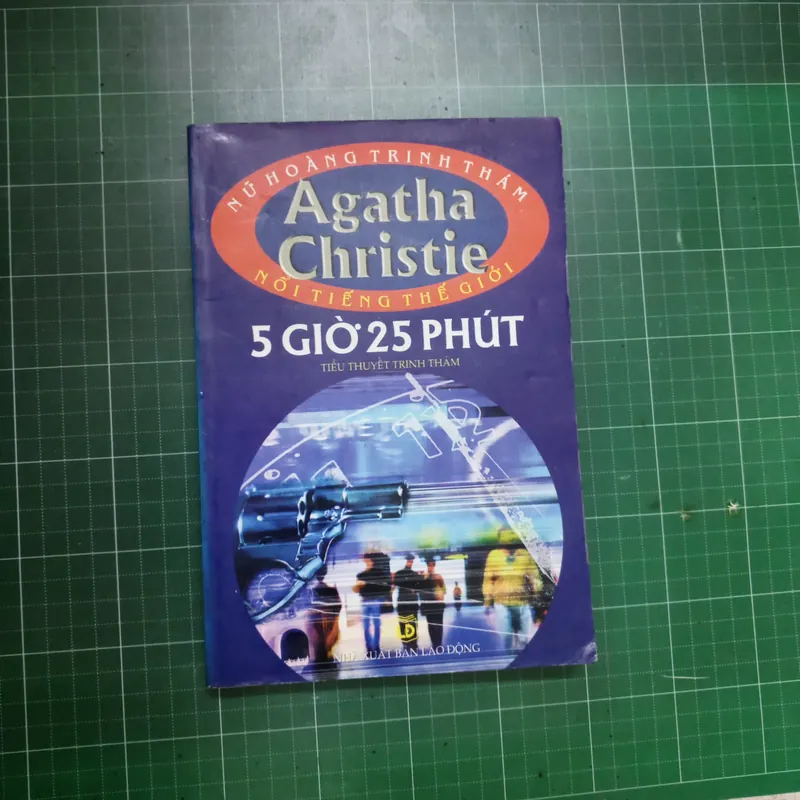 NỮ HOÀNG TRINH THÁM
Agatha
Christie
NỔI TIẾNG THẾ GIỚI
5 GIỜ 25 PHÚT
TIỂU THUYẾT TRINH THÁM
LĐ
NHÀ XUẤT BẢN LAO ĐỘNG